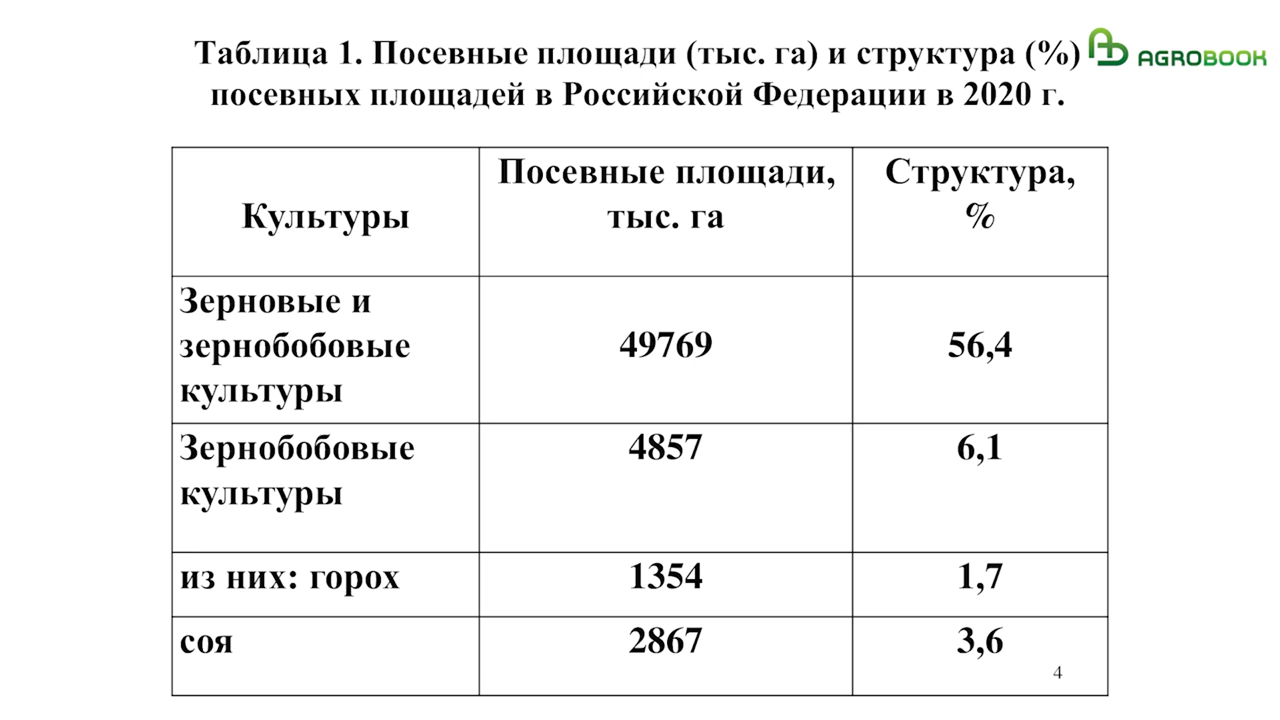 Таблица 1. Посевные площади (тыс. га) и структура (%)
посевных площадей в Российской Федерации в 2020 г.
AGROBOOK
Культуры
Посевные площади,
тыс. га
Структура,
%
Зерновые и
зернобобовые
культуры
49769
56,4
Зернобобовые
культуры
4857
6,1
из них: горох
1354
1,7
соя
2867
3,6
4